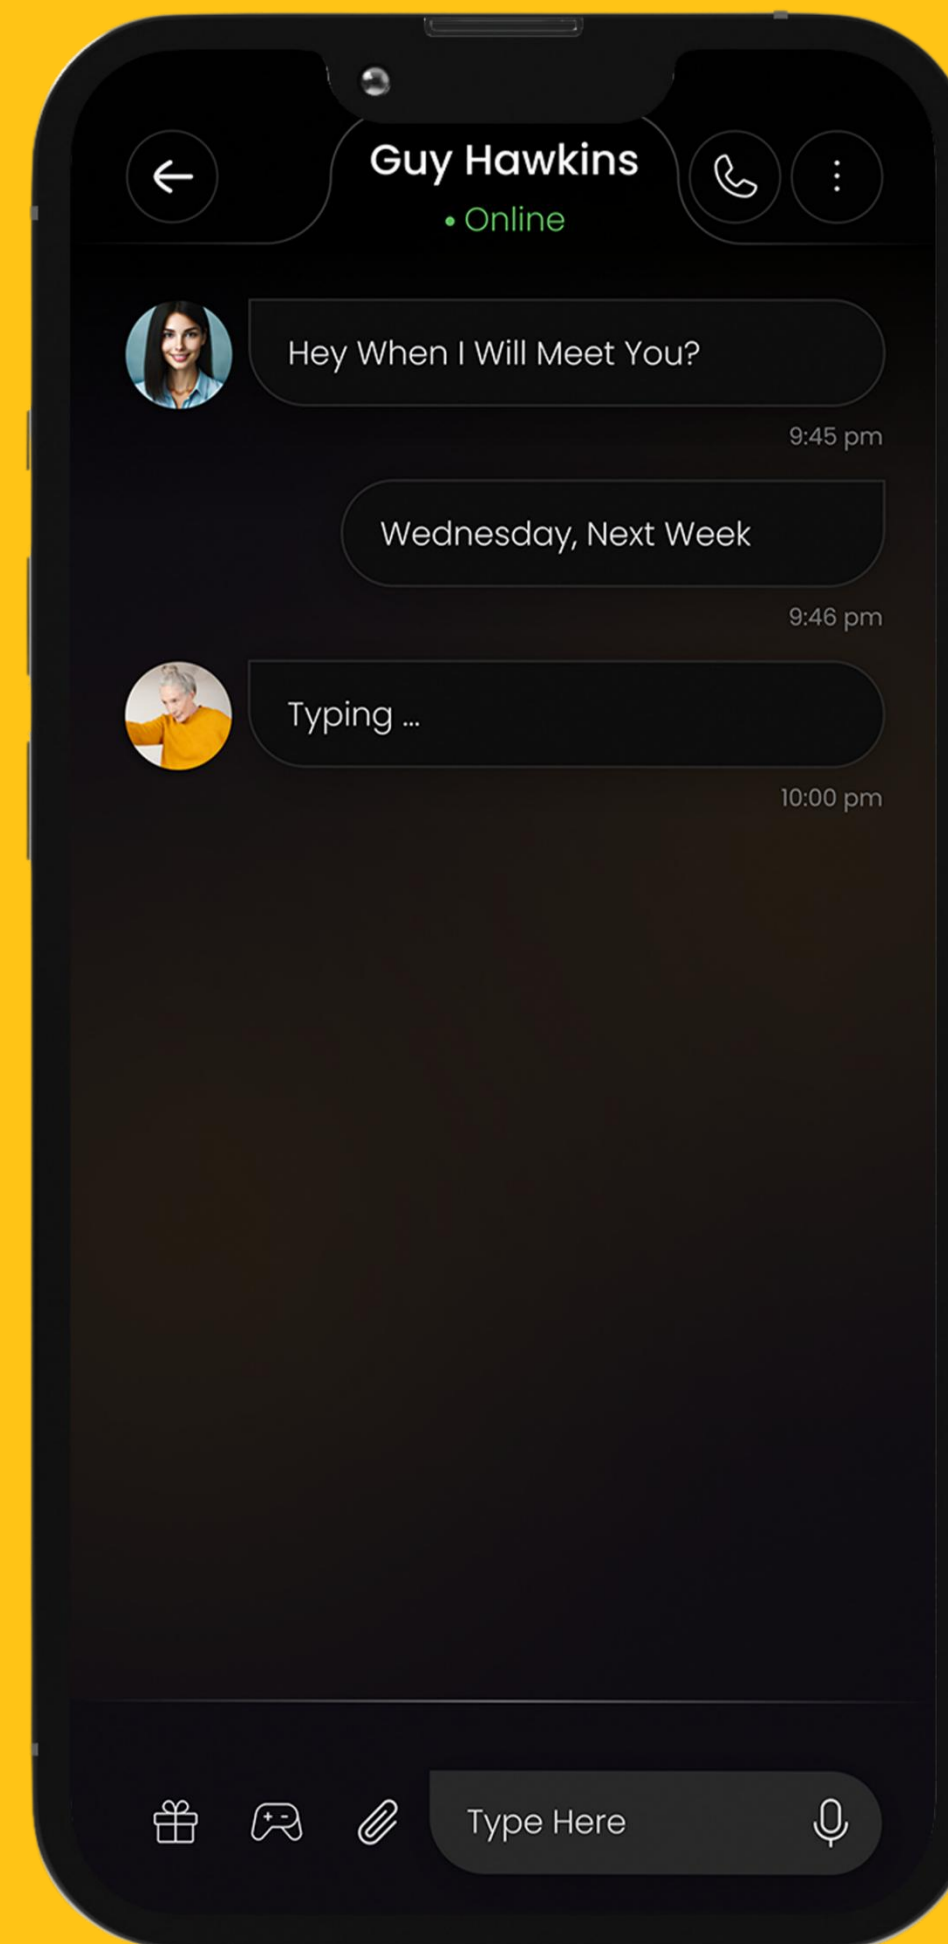 Guy Hawkins
• Online
Hey When I Will Meet You?
9:45 pm
Wednesday, Next Week
9:46 pm
Typing ...
10:00 pm
Type Here